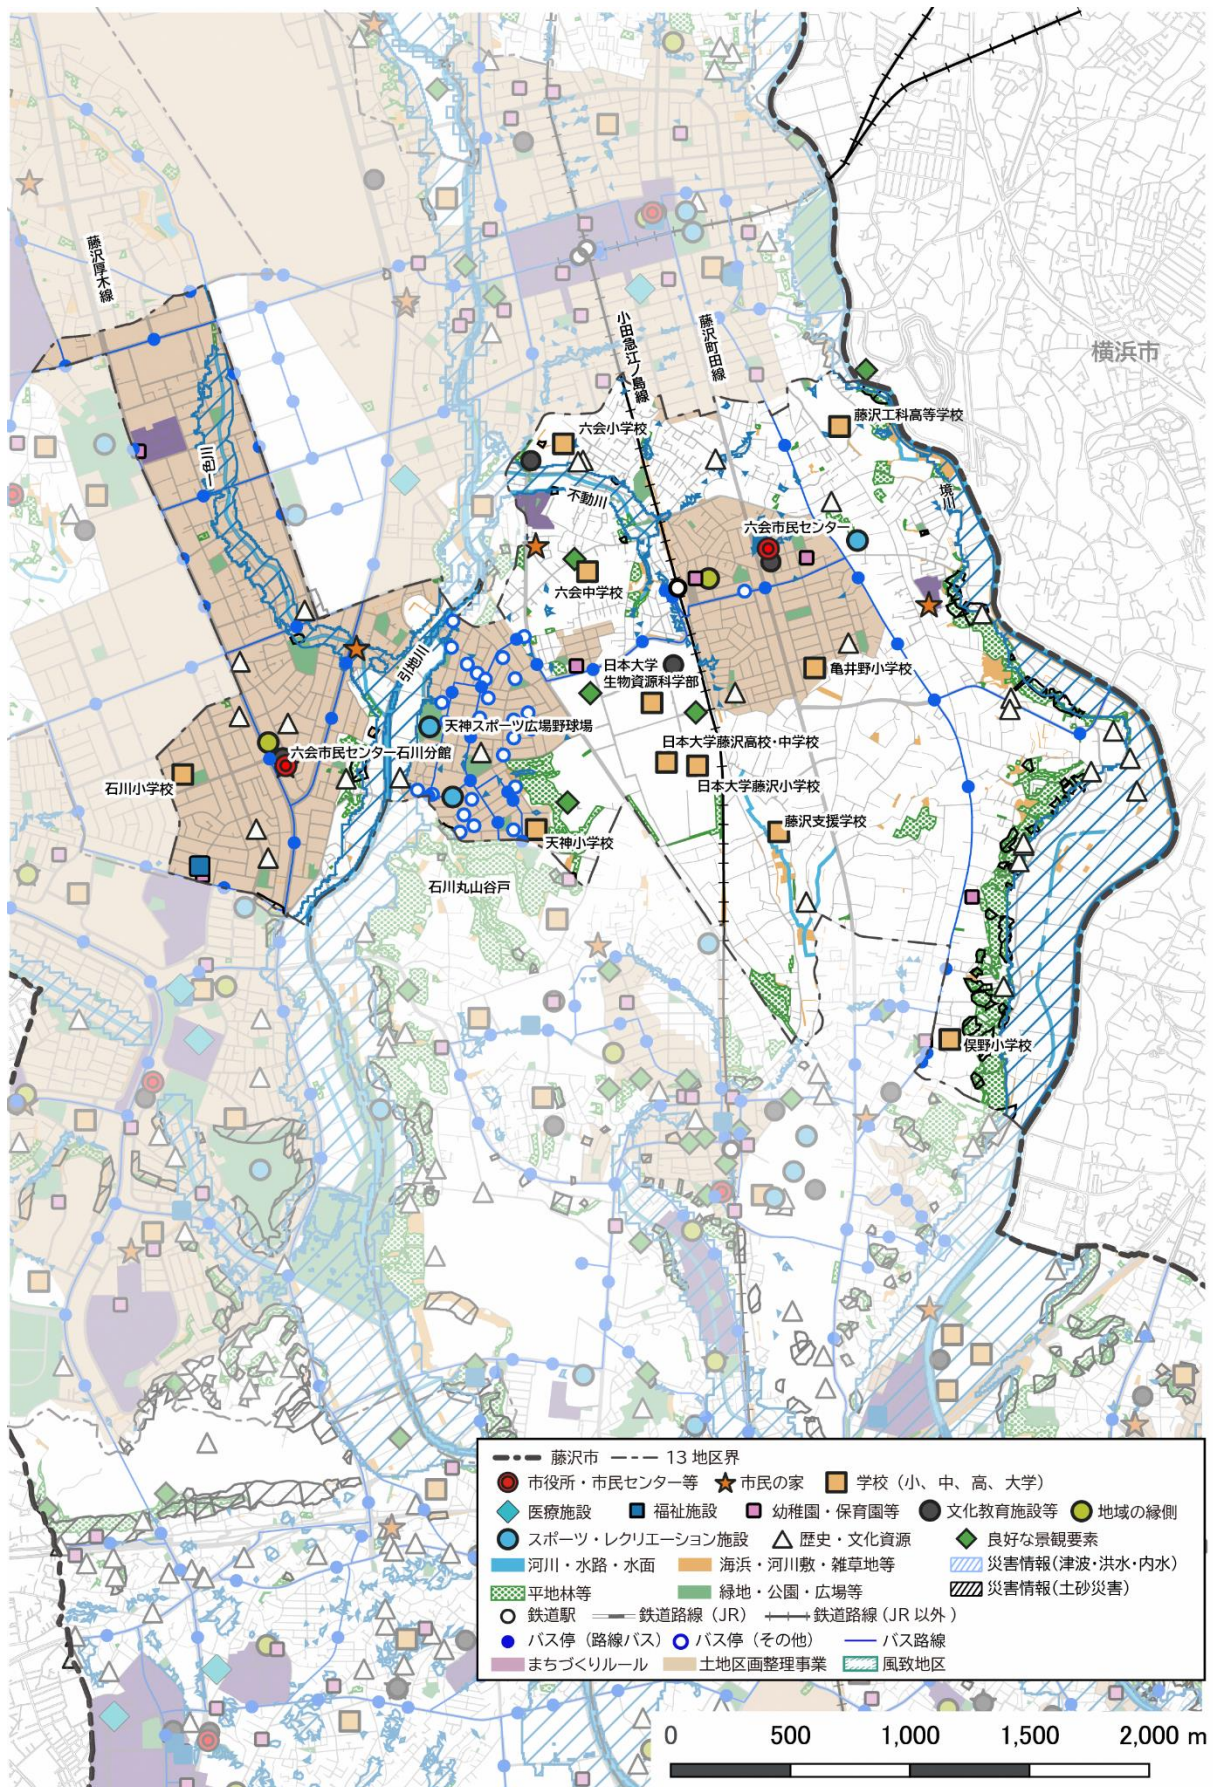 藤沢厚木線
小田急江ノ島線
藤沢町田線
横浜市
藤沢工科高等学校
六会小学校
一色川
不動川
境川
六会市民センター
六会中学校
引地川
日本大学
生物資源科学部
亀井野小学校
天神スポーツ広場野球場
日本大学藤沢高校・中学校
六会市民センター石川分館
石川小学校
日本大学藤沢小学校
藤沢支援学校
天神小学校
石川丸山谷戸
俣野小学校
藤沢市 13地区界
市役所・市民センター等 市民の家 学校(小、中、高、大学)
医療施設 福祉施設 幼稚園・保育園等 文化教育施設等 地域の縁側
スポーツ・レクリエーション施設 歴史・文化資源 良好な景観要素
河川・水路・水面 海浜・河川敷・雑草地等 災害情報(津波・洪水・内水)
平地林等 緑地・公園・広場等 災害情報(土砂災害)
鉄道駅 鉄道路線(JR) 鉄道路線(JR以外)
バス停(路線バス) バス停(その他) バス路線
まちづくりルール 土地区画整理事業 風致地区
0 500 1,000 1,500 2,000 m